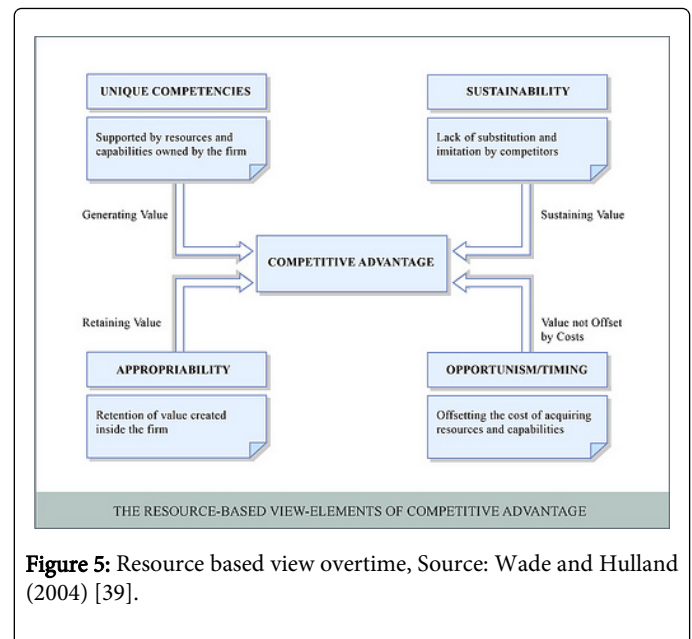 UNIQUE COMPETENCIES
Supported by resources and
capabilities owned by the firm
Generating Value
SUSTAINABILITY
Lack of substitution and
imitation by competitors
Sustaining Value
COMPETITIVE ADVANTAGE
Retaining Value
APPROPRIABILITY
Retention of value created
inside the firm
Value not Offset
by Costs
OPPORTUNISM/TIMING
Offsetting the cost of acquiring
resources and capabilities
THE RESOURCE-BASED VIEW-ELEMENTS OF COMPETITIVE ADVANTAGE
Figure 5: Resource based view overtime, Source: Wade and Hulland
(2004) [39].